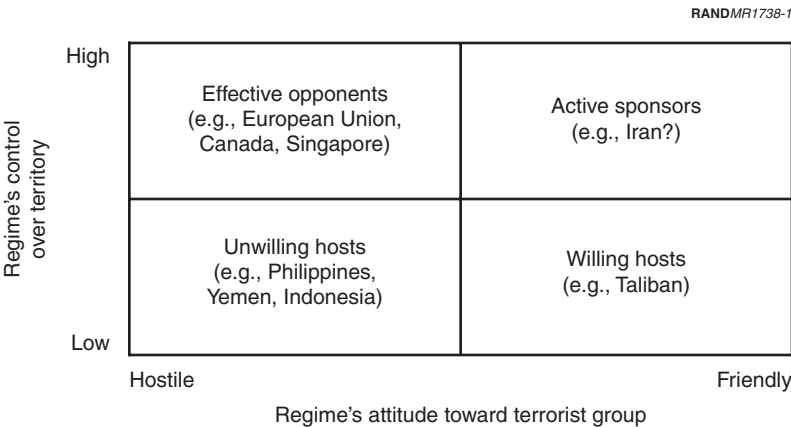 RANDMR1738-1
High
Effective opponents
(e.g., European Union,
Canada, Singapore)
Active sponsors
(e.g., Iran?)
Regime's control
over territory
Unwilling hosts
(e.g., Philippines,
Yemen, Indonesia)
Willing hosts
(e.g., Taliban)
Low
Hostile
Friendly
Regime's attitude toward terrorist group